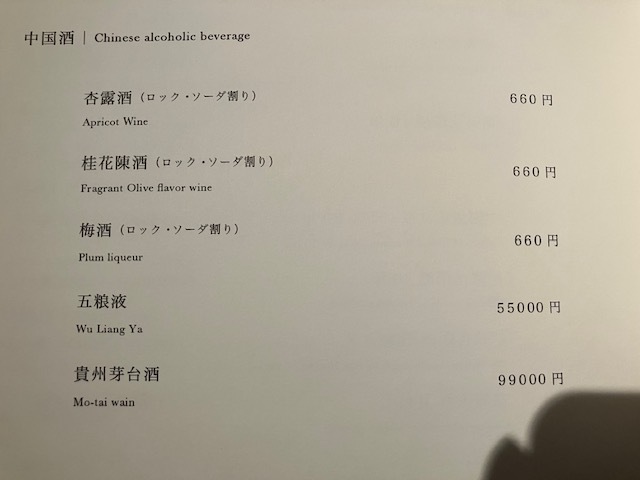 中国酒 | Chinese alcoholic beverage
杏露酒（ロック・ソーダ割り） 660円
Apricot Wine
桂花陳酒（ロック・ソーダ割り） 660円
Fragrant Olive flavor wine
梅酒（ロック・ソーダ割り） 660円
Plum liqueur
五粮液 55000円
Wu Liang Ya
貴州芽台酒 99000円
Mo-tai wain